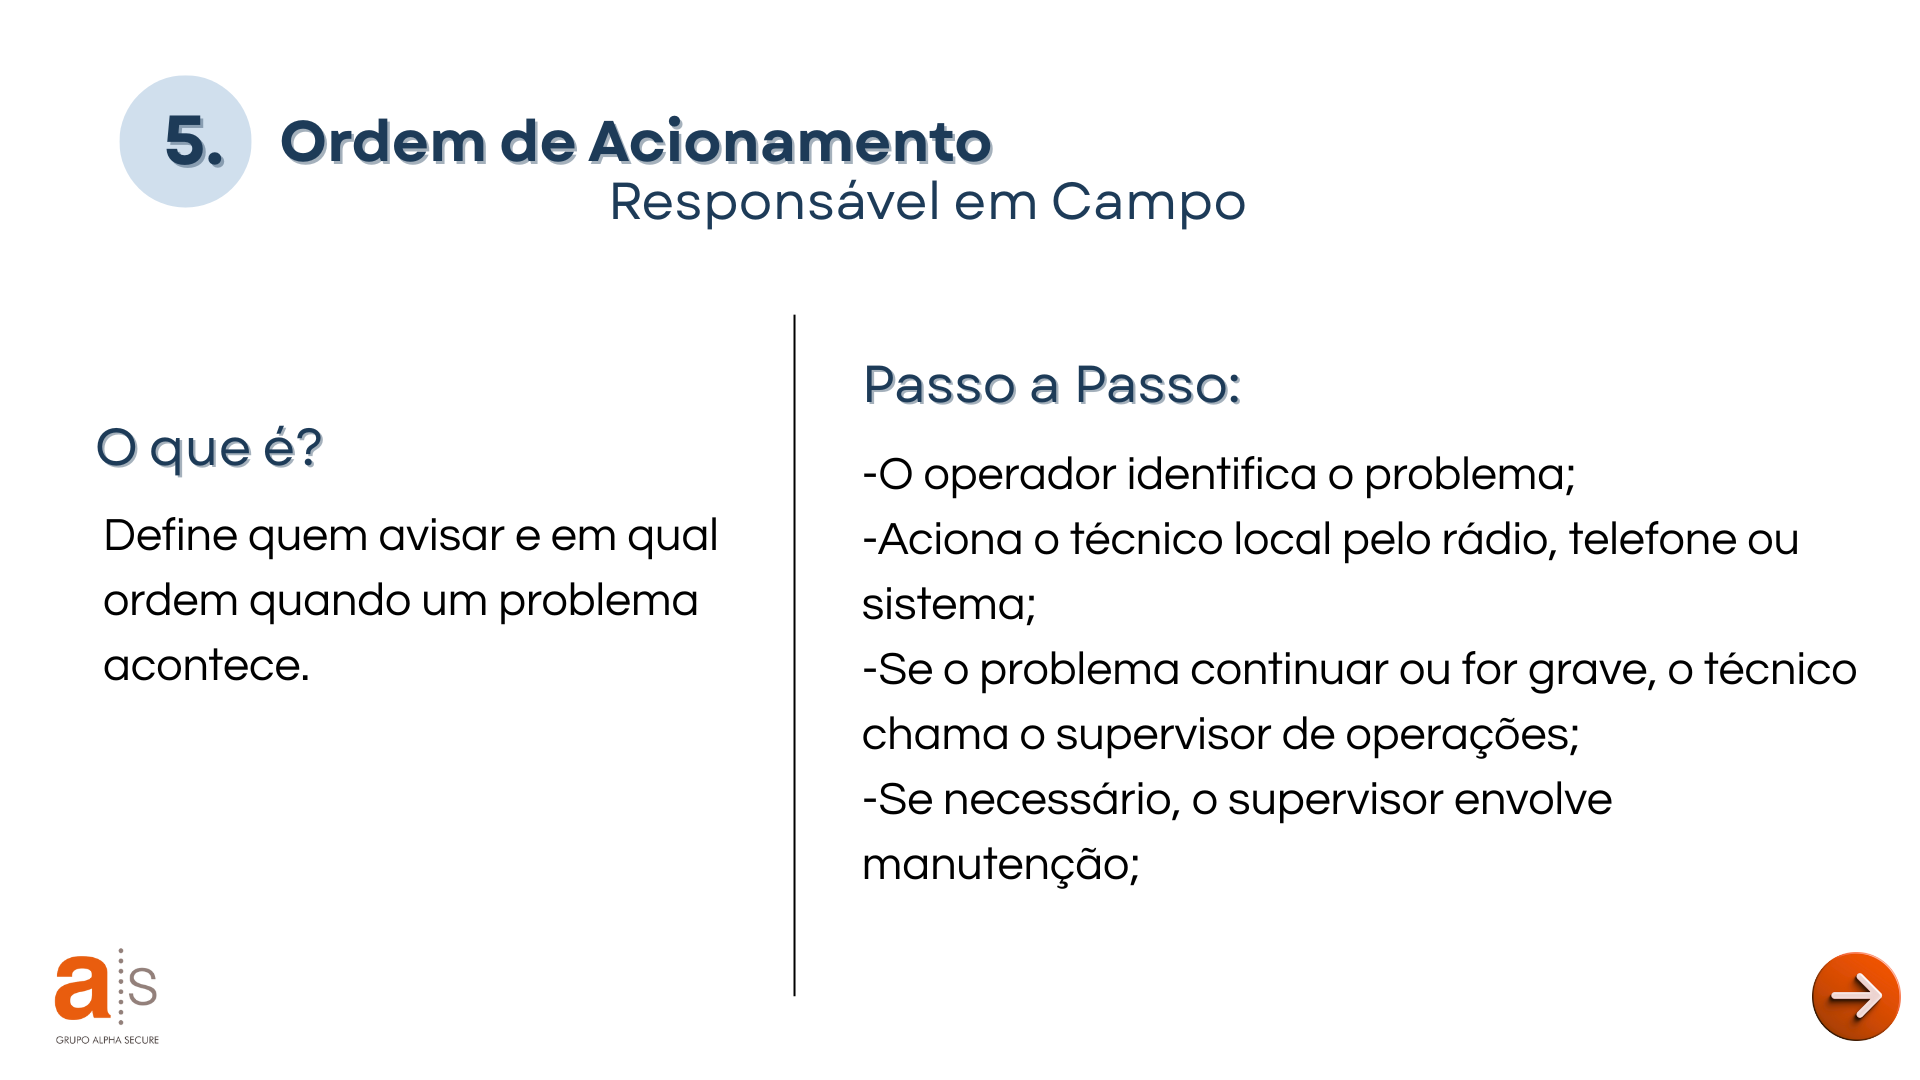 5.
Ordem de Acionamento
Responsável em Campo
O que é?
Define quem avisar e em qual
ordem quando um problema
acontece.
Passo a Passo:
-O operador identifica o problema;
-Aciona o técnico local pelo rádio, telefone ou
sistema;
-Se o problema continuar ou for grave, o técnico
chama o supervisor de operações;
-Se necessário, o supervisor envolve
manutenção;
a s
GRUPO ALPHA SECURE